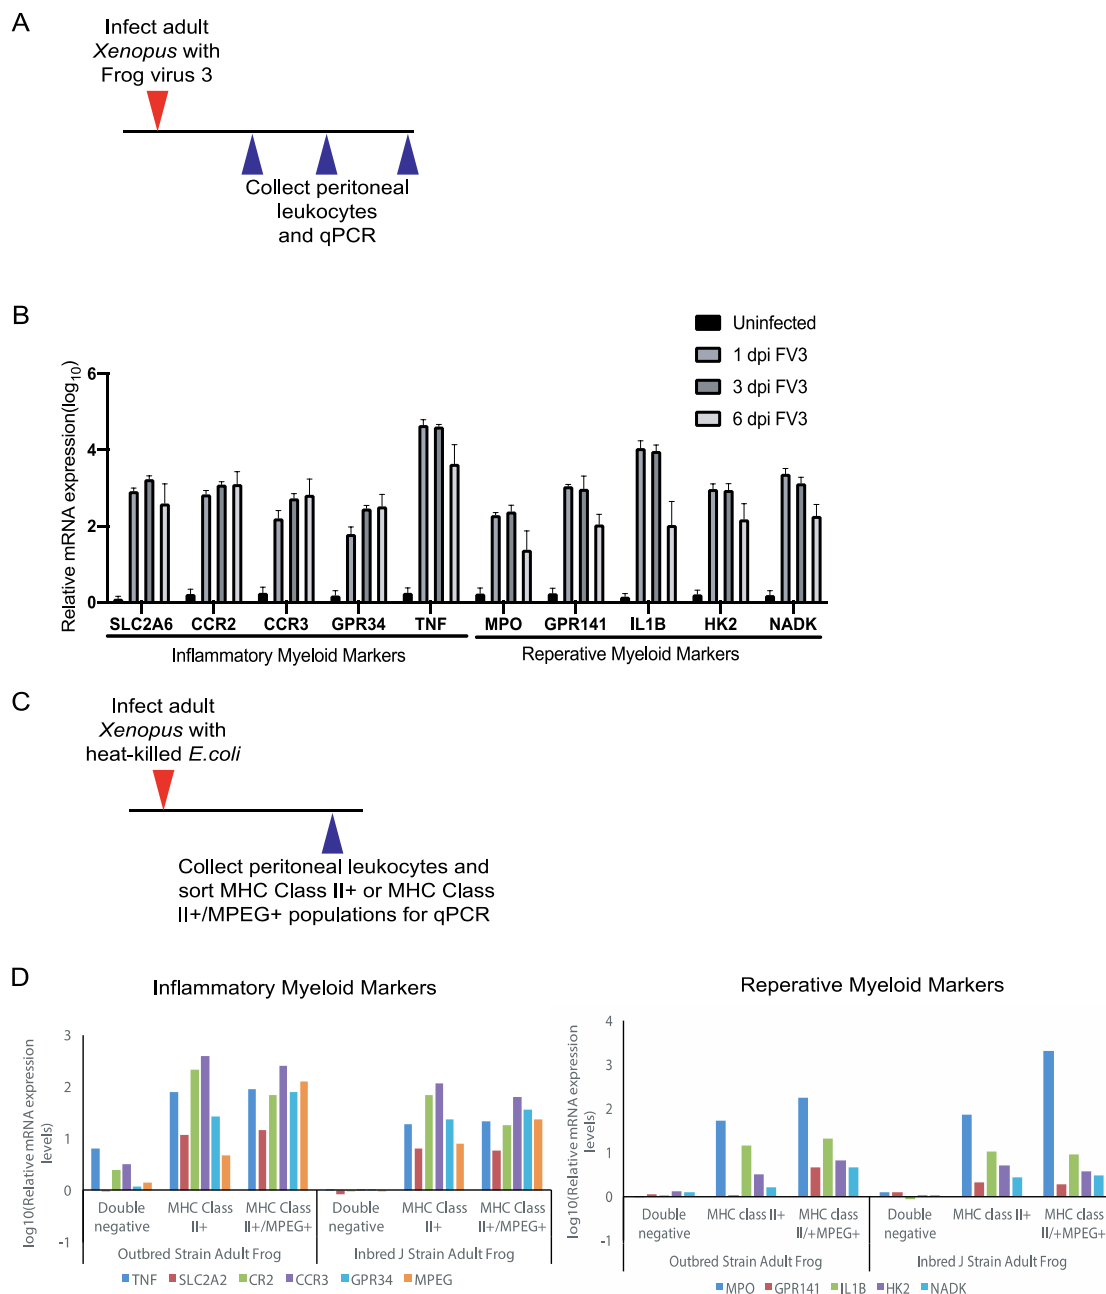 A
Infect adult
Xenopus with
Frog virus 3
Collect peritoneal
leukocytes
and qPCR
B
Uninfected
1 dpi FV3
3 dpi FV3
6 dpi FV3
Relative mRNA expression(log10)
6
4
2
0
SLC2A6 CCR2 CCR3 GPR34 TNF MPO GPR141 IL1B HK2 NADK
Inflammatory Myeloid Markers
Reperative Myeloid Markers
C
Infect adult
Xenopus with
heat-killed E.coli
Collect peritoneal leukocytes and
sort MHC Class II+ or MHC Class
II+/MPEG+ populations for qPCR
D
Inflammatory Myeloid Markers
log10(Relative mRNA expression
levels)
3
2
1
0
-1
Double
negative
MHC Class
II+
MHC Class
II+/MPEG+
Double
negative
MHC Class
II+
MHC Class
II+/MPEG+
Outbred Strain Adult Frog
Inbred J Strain Adult Frog
TNF SLC2A2 CR2 CCR3 GPR34 MPEG
Reperative Myeloid Markers
log10(Relative mRNA expression
levels)
4
3
2
1
0
-1
Double
negative
MHC class II+
MHC class
II/+MPEG+
Double
negative
MHC class II+
MHC class
II/+MPEG+
Outbred Strain Adult Frog
Inbred J Strain Adult Frog
MPO GPR141 IL1B HK2 NADK